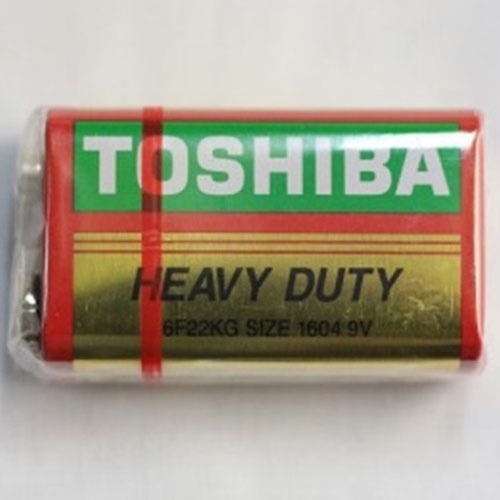 TOSHIBA
HEAVY DUTY
6F22KG SIZE 1604 9V